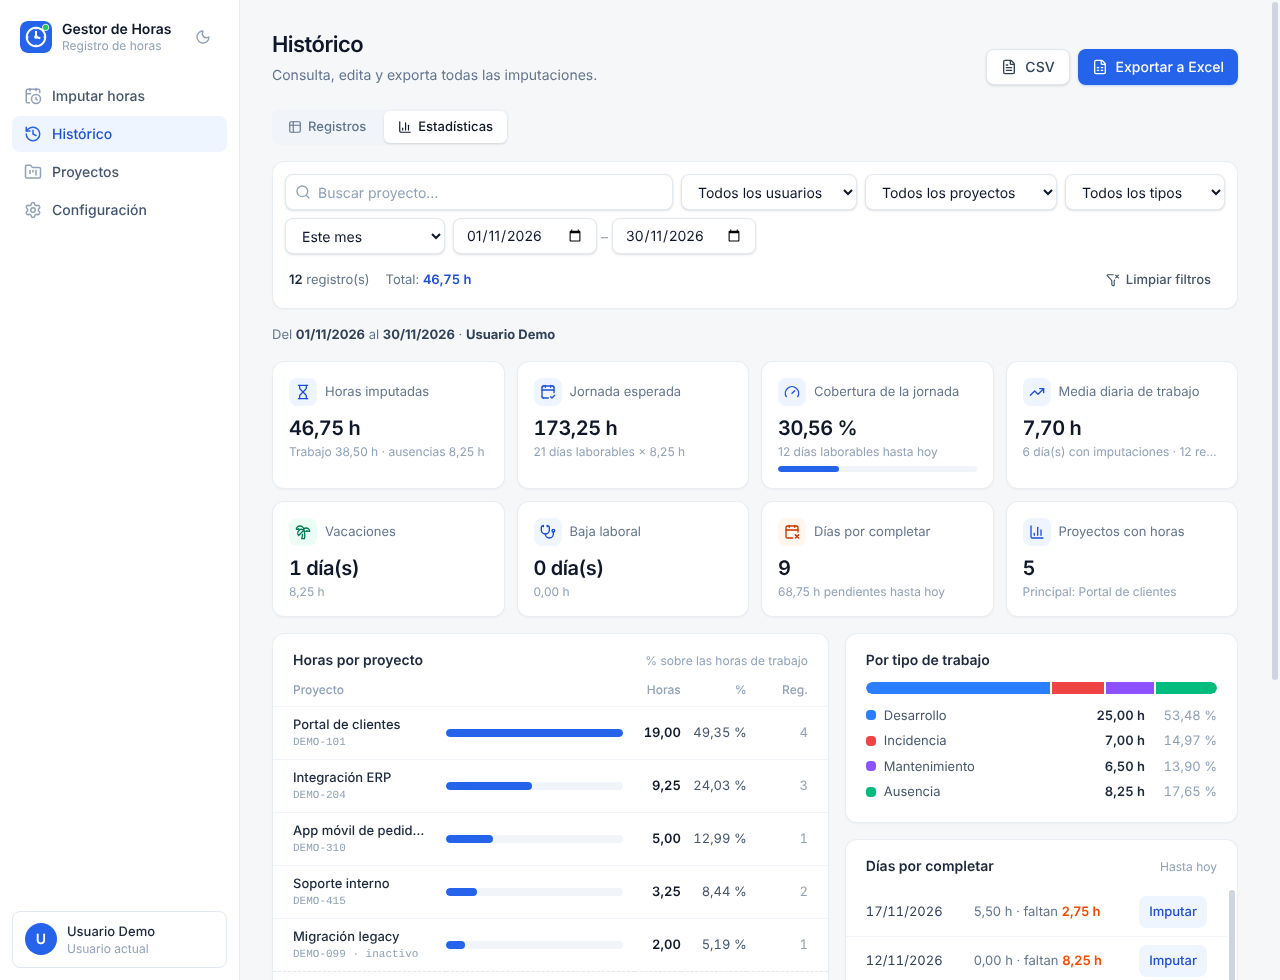 Gestor de Horas
Registro de horas
Imputar horas
Histórico
Proyectos
Configuración
Usuario Demo
Usuario actual
U
Histórico
Consulta, edita y exporta todas las imputaciones.
CSV
Exportar a Excel
Registros
Estadísticas
Buscar proyecto...
Todos los usuarios
Todos los proyectos
Todos los tipos
Este mes
01/11/2026
–
30/11/2026
12 registro(s)
Total: 46,75 h
Limpiar filtros
Del 01/11/2026 al 30/11/2026 · Usuario Demo
Horas imputadas
46,75 h
Trabajo 38,50 h · ausencias 8,25 h
Jornada esperada
173,25 h
21 días laborables × 8,25 h
Cobertura de la jornada
30,56 %
12 días laborables hasta hoy
Media diaria de trabajo
7,70 h
6 día(s) con imputaciones · 12 re...
Vacaciones
1 día(s)
8,25 h
Baja laboral
0 día(s)
0,00 h
Días por completar
9
68,75 h pendientes hasta hoy
Proyectos con horas
5
Principal: Portal de clientes
Horas por proyecto
% sobre las horas de trabajo
Proyecto Horas % Reg.
Portal de clientes 19,00 49,35 % 4
DEMO-101
Integración ERP 9,25 24,03 % 3
DEMO-204
App móvil de pedid... 5,00 12,99 % 1
DEMO-310
Soporte interno 3,25 8,44 % 2
DEMO-415
Migración legacy 2,00 5,19 % 1
DEMO-099 · inactivo
Por tipo de trabajo
Desarrollo 25,00 h 53,48 %
Incidencia 7,00 h 14,97 %
Mantenimiento 6,50 h 13,90 %
Ausencia 8,25 h 17,65 %
Días por completar
Hasta hoy
17/11/2026 5,50 h · faltan 2,75 h Imputar
12/11/2026 0,00 h · faltan 8,25 h Imputar